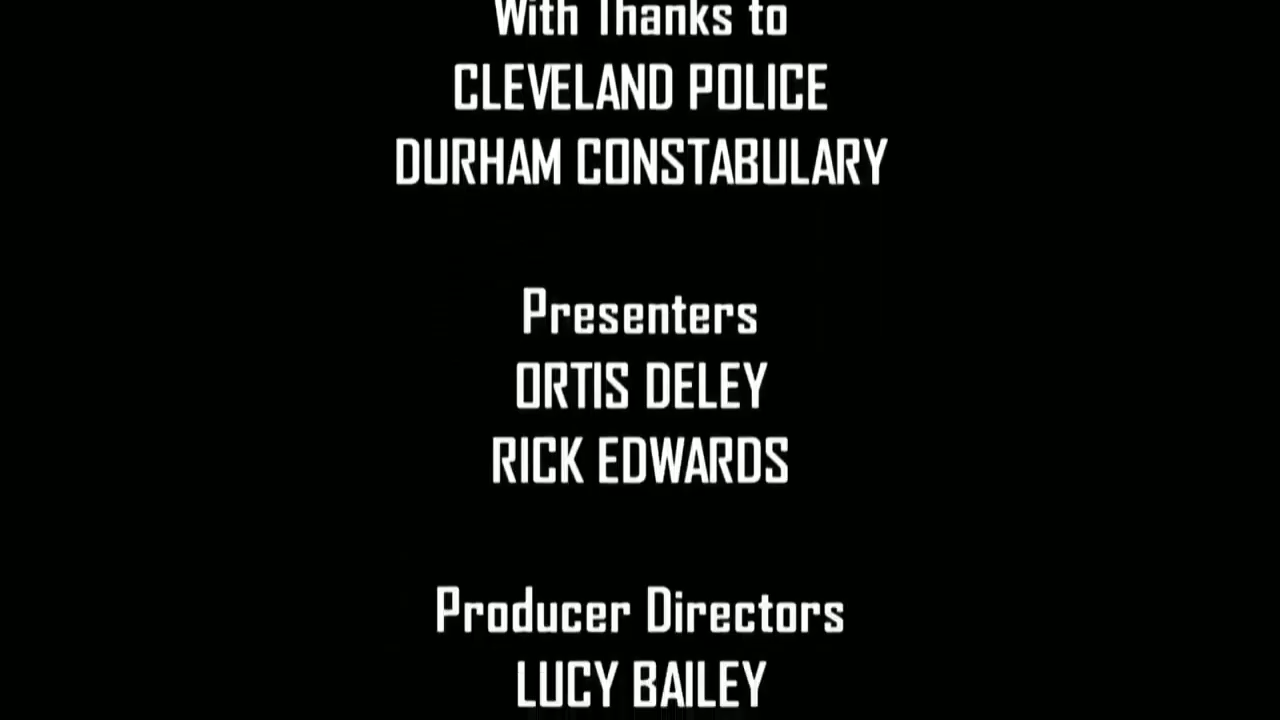 With Thanks to
CLEVELAND POLICE
DURHAM CONSTABULARY
Presenters
ORTIS DELEY
RICK EDWARDS
Producer Directors
LUCY BAILEY